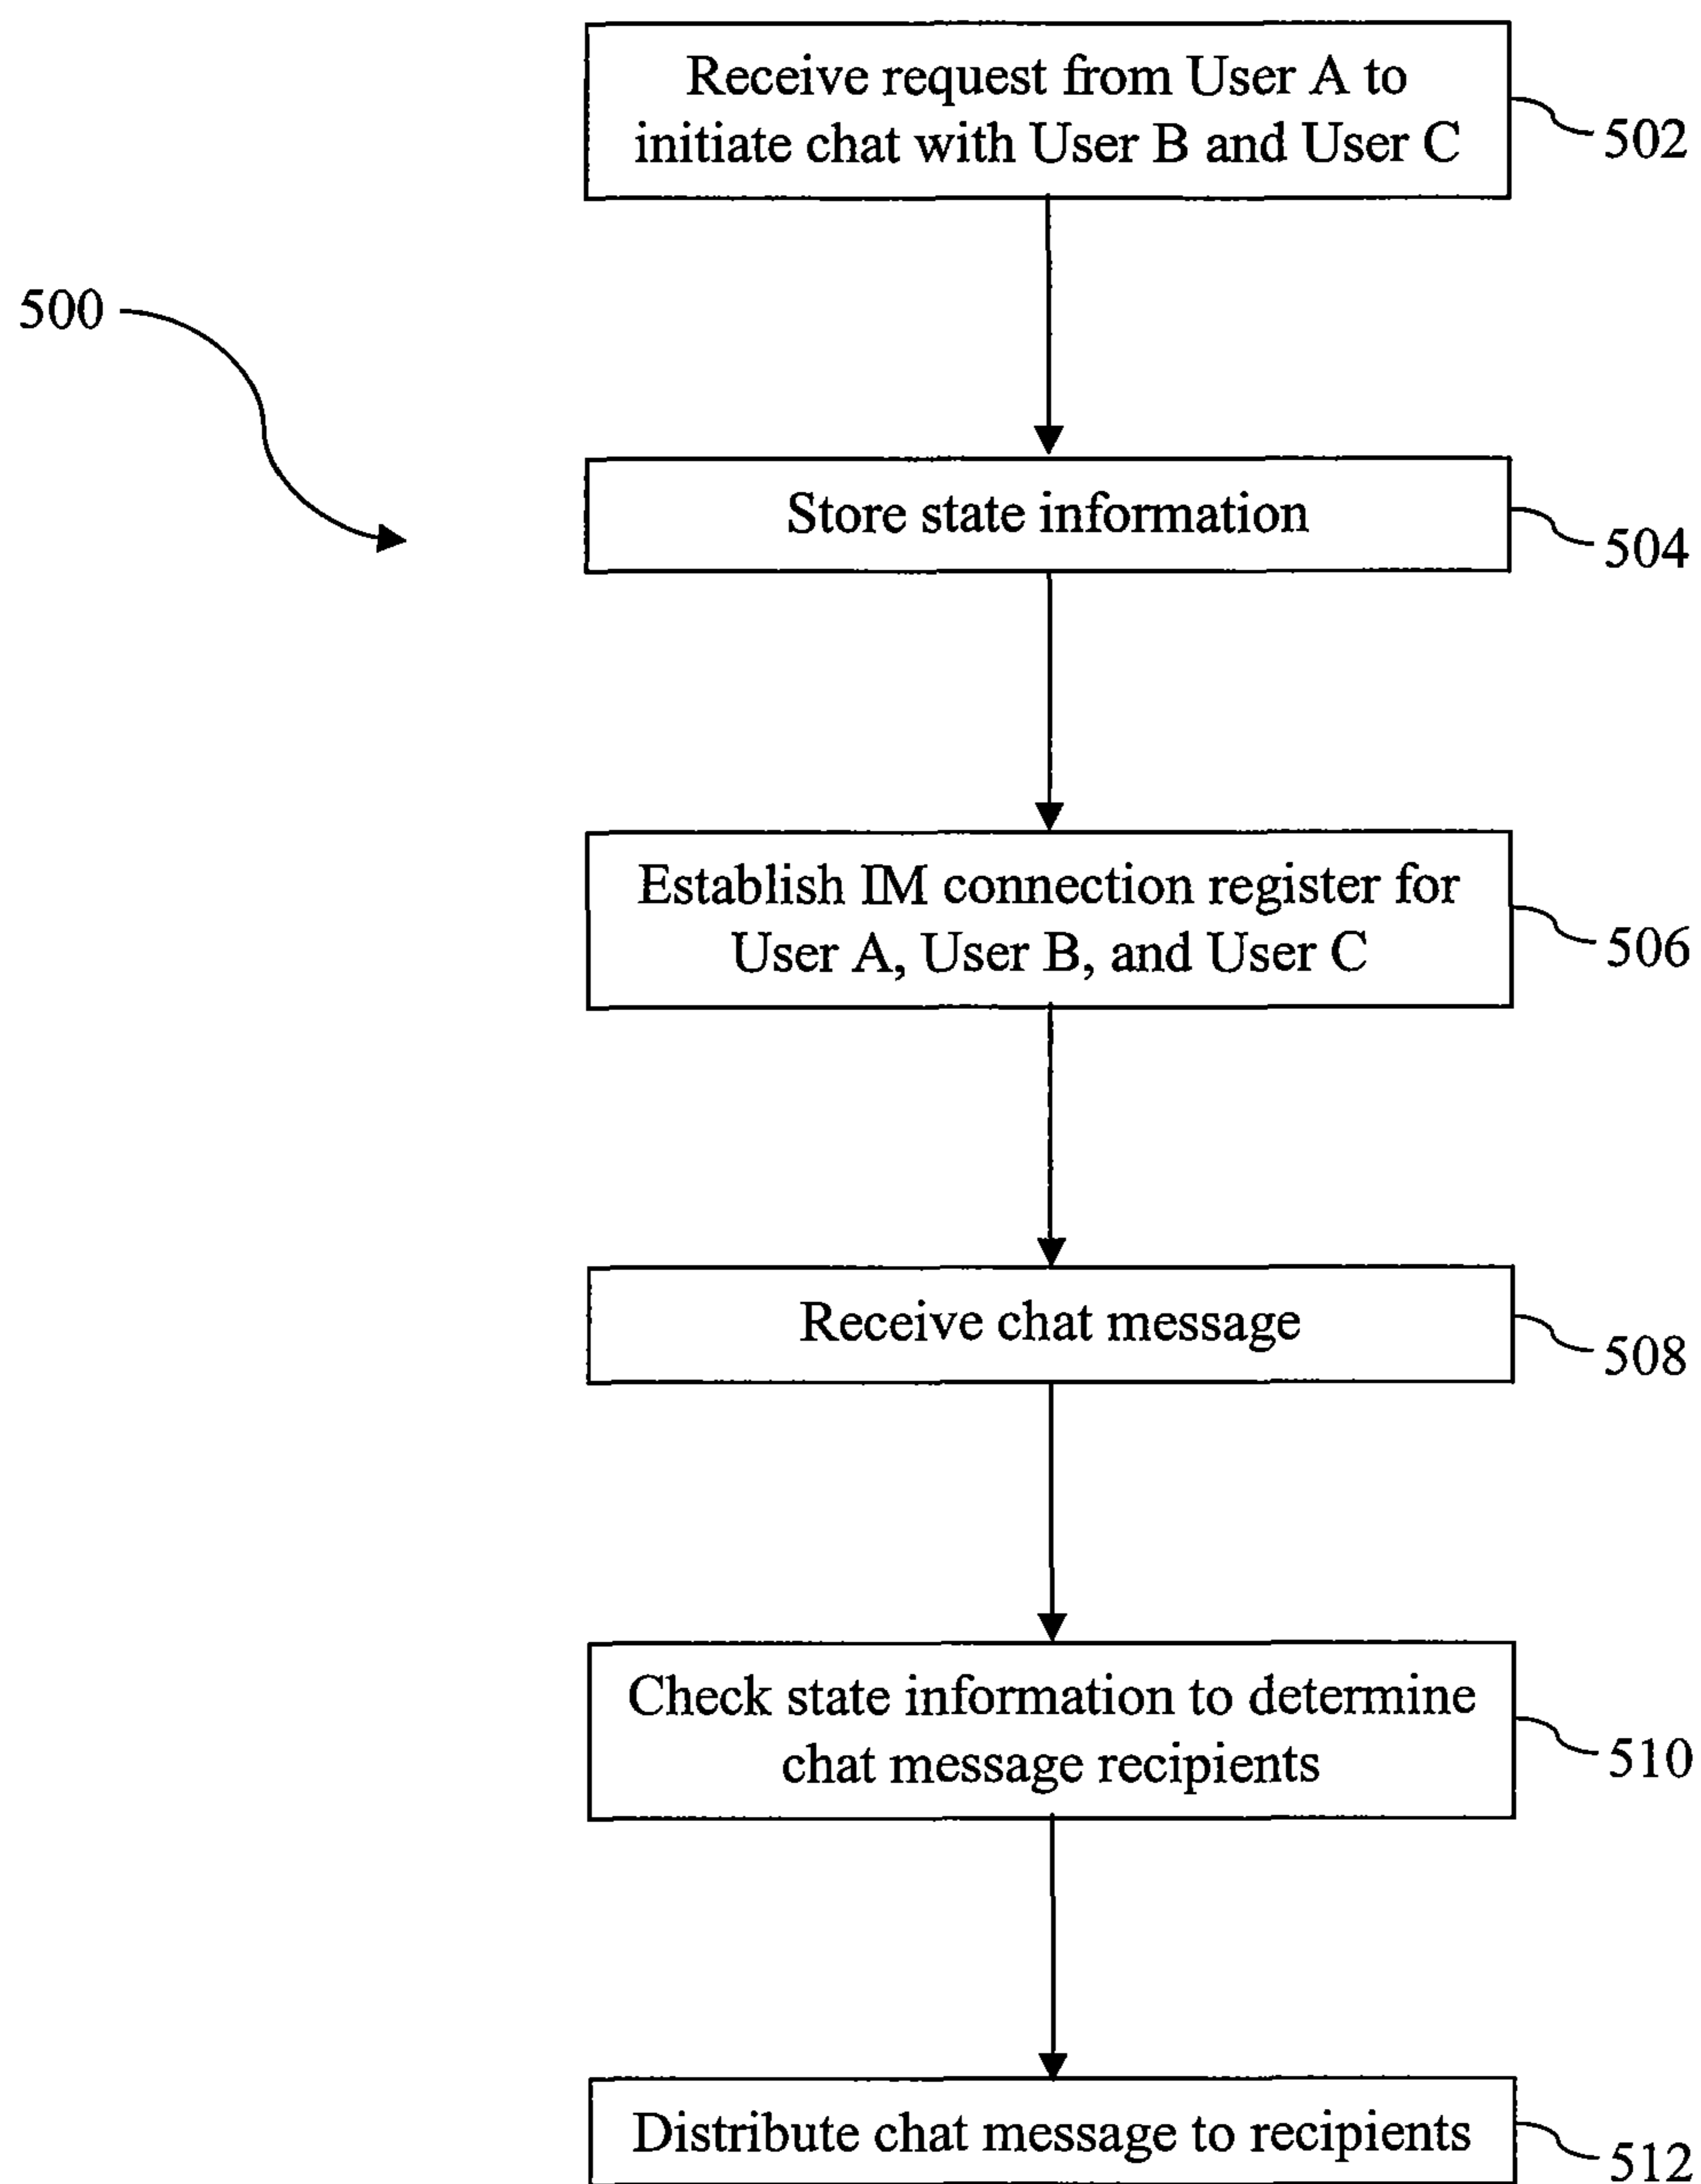 Receive request from User A to
initiate chat with User B and User C
502
500
Store state information
504
Establish IM connection register for
User A, User B, and User C
506
Receive chat message
508
Check state information to determine
chat message recipients
510
Distribute chat message to recipients
512